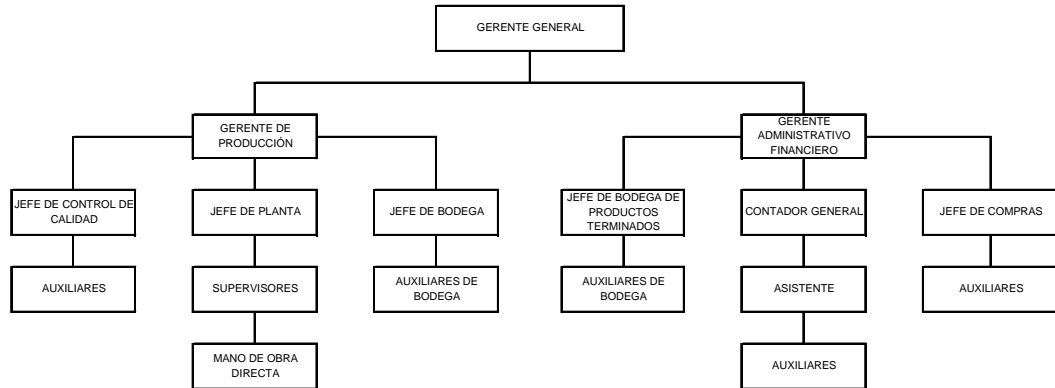 GERENTE GENERAL
GERENTE DE
PRODUCCIÓN
GERENTE
ADMINISTRATIVO
FINANCIERO
JEFE DE CONTROL DE
CALIDAD
JEFE DE PLANTA
JEFE DE BODEGA
JEFE DE BODEGA DE
PRODUCTOS
TERMINADOS
CONTADOR GENERAL
JEFE DE COMPRAS
AUXILIARES
SUPERVISORES
AUXILIARES DE
BODEGA
AUXILIARES DE
BODEGA
ASISTENTE
AUXILIARES
MANO DE OBRA
DIRECTA
AUXILIARES